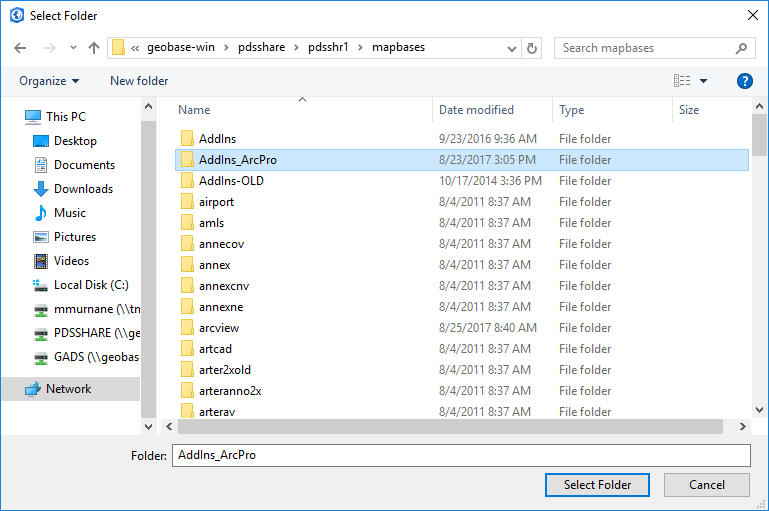 Select Folder
« geobase-win › pdsshare › pdsshr1 › mapbases
Search mapbases
Organize New folder
This PC
Desktop
Documents
Downloads
Music
Pictures
Videos
Local Disk (C:)
mmurnane (\\tn
PDSSHARE (\\ge
GADS (\\geobas
Network
Name Date modified Type Size
AddIns 9/23/2016 9:36 AM File folder
AddIns_ArcPro 8/23/2017 3:05 PM File folder
AddIns-OLD 10/17/2014 3:36 PM File folder
airport 8/4/2011 8:37 AM File folder
amls 8/4/2011 8:37 AM File folder
annecov 8/4/2011 8:37 AM File folder
annex 8/4/2011 8:37 AM File folder
annexcnv 8/4/2011 8:37 AM File folder
annexne 8/4/2011 8:37 AM File folder
arcview 8/25/2017 8:40 AM File folder
artcad 8/4/2011 8:37 AM File folder
arter2xold 8/4/2011 8:37 AM File folder
arteranno2x 8/4/2011 8:37 AM File folder
arterav 8/4/2011 8:37 AM File folder
Folder: AddIns_ArcPro
Select Folder Cancel